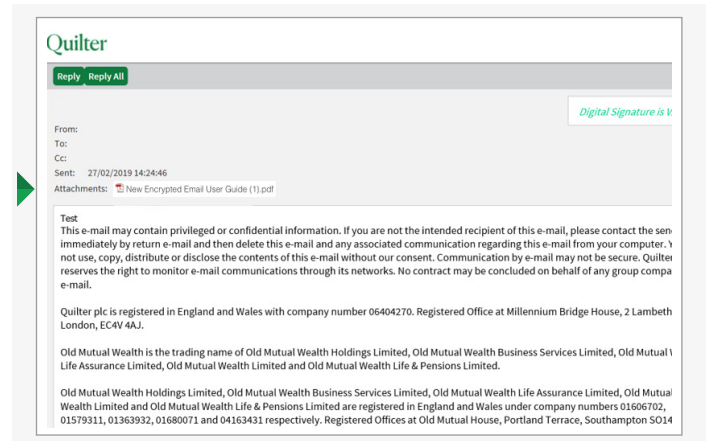 Quilter
Reply Reply All
Digital Signature is V
From:
To:
Cc:
Sent: 27/02/2019 14:24:46
Attachments: New Encrypted Email User Guide (1).pdf
Test
This e-mail may contain privileged or confidential information. If you are not the intended recipient of this e-mail, please contact the sen
immediately by return e-mail and then delete this e-mail and any associated communication regarding this e-mail from your computer. Y
not use, copy, distribute or disclose the contents of this e-mail without our consent. Communication by e-mail may not be secure. Quilter
reserves the right to monitor e-mail communications through its networks. No contract may be concluded on behalf of any group compa
e-mail.
Quilter plc is registered in England and Wales with company number 06404270. Registered Office at Millennium Bridge House, 2 Lambeth
London, EC4V 4AJ.
Old Mutual Wealth is the trading name of Old Mutual Wealth Holdings Limited, Old Mutual Wealth Business Services Limited, Old Mutual
Life Assurance Limited, Old Mutual Wealth Limited and Old Mutual Wealth Life & Pensions Limited.
Old Mutual Wealth Holdings Limited, Old Mutual Wealth Business Services Limited, Old Mutual Wealth Life Assurance Limited, Old Mutual
Wealth Limited and Old Mutual Wealth Life & Pensions Limited are registered in England and Wales under company numbers 01606702,
01579311, 01363932, 01680071 and 04163431 respectively. Registered Offices at Old Mutual House, Portland Terrace, Southampton SO14